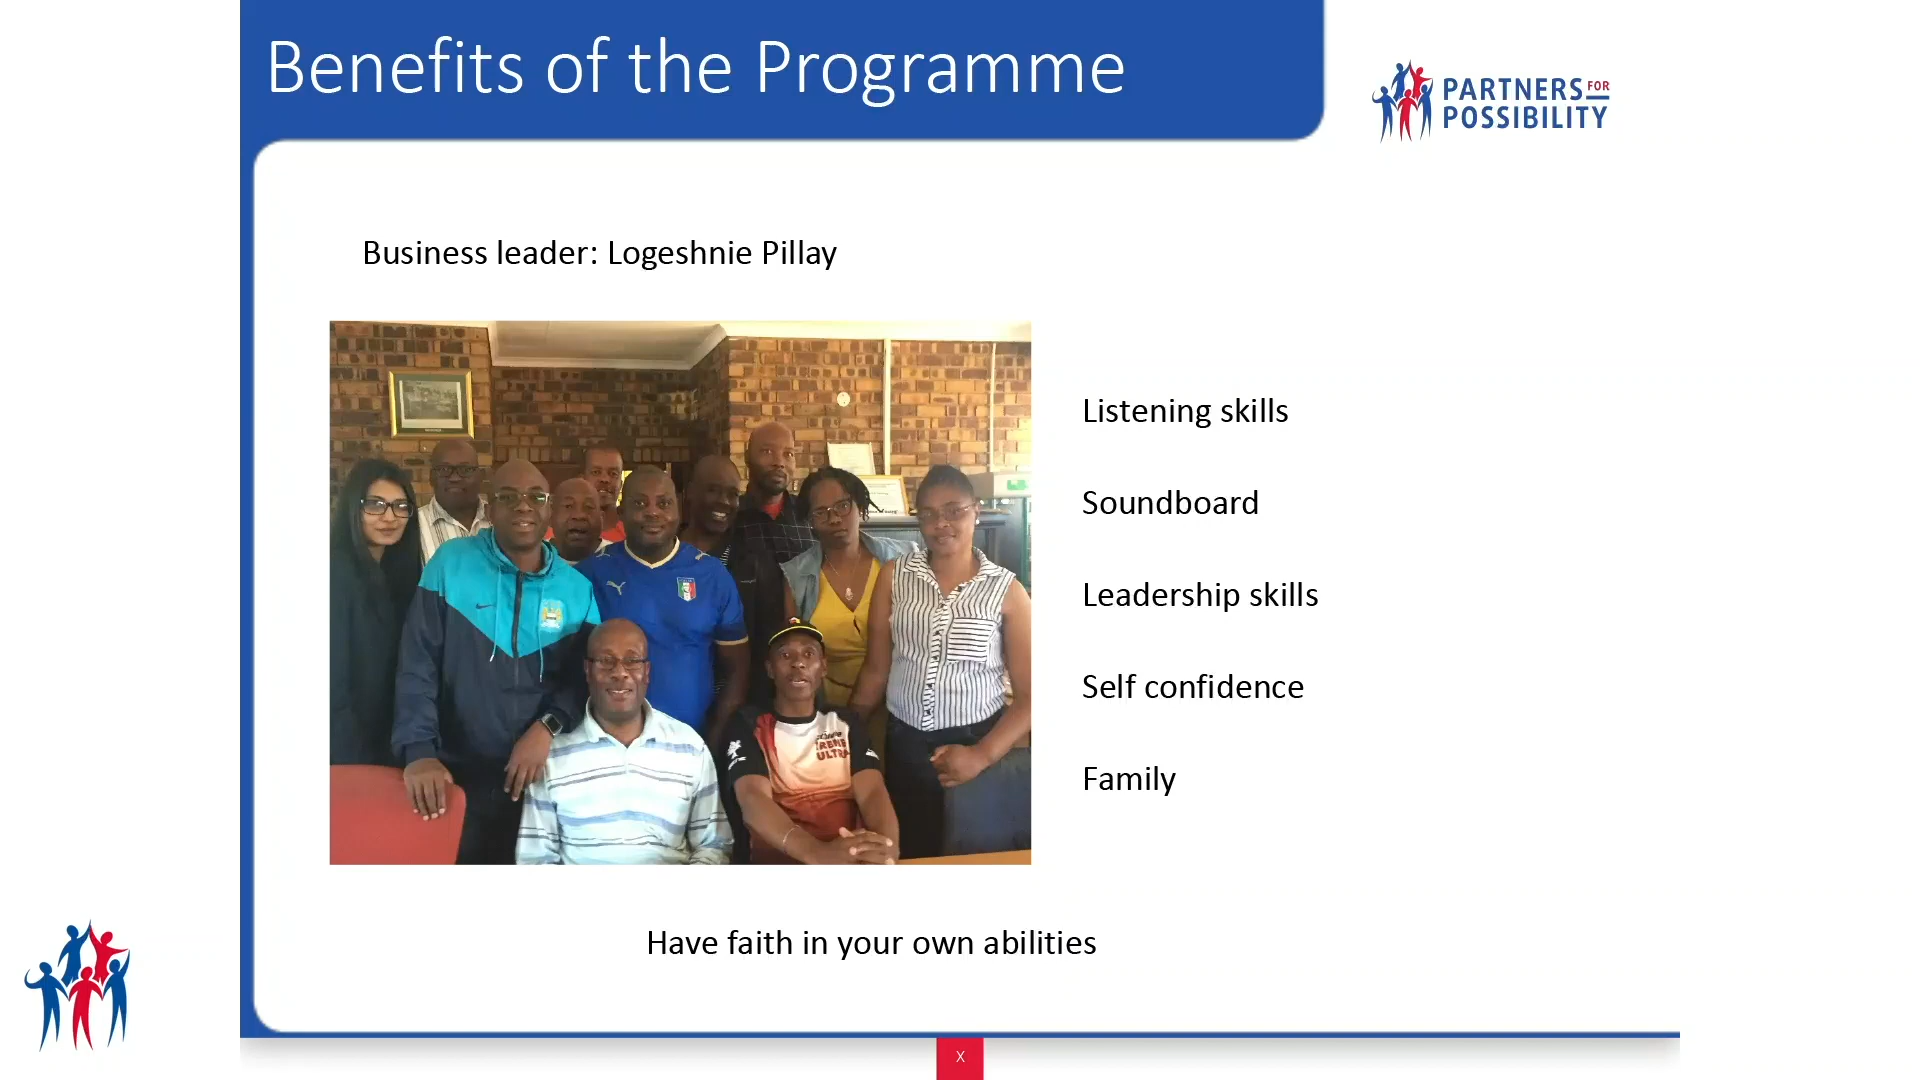 Benefits of the Programme
PARTNERS FOR
POSSIBILITY
Business leader: Logeshnie Pillay
Listening skills
Soundboard
Leadership skills
Self confidence
Family
ULTRA
Have faith in your own abilities
X